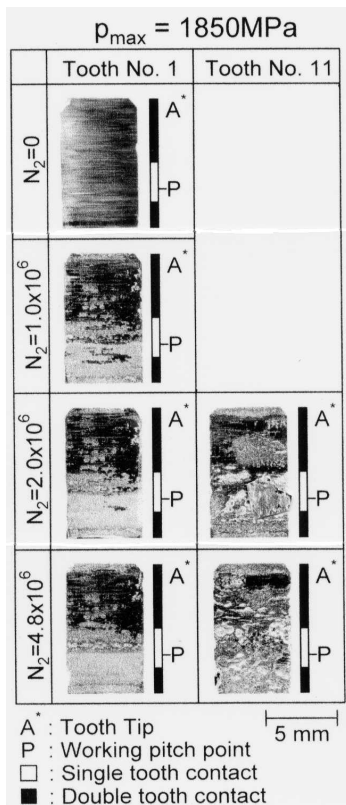 pmax = 1850MPa
Tooth No. 1 Tooth No. 11
N2=0
A*
P
N2=1.0x10^6
A*
P
N2=2.0x10^6
A* A*
P P
N2=4.8x10^6
A* A*
P P
A* : Tooth Tip
P : Working pitch point
□ : Single tooth contact
■ : Double tooth contact
5 mm